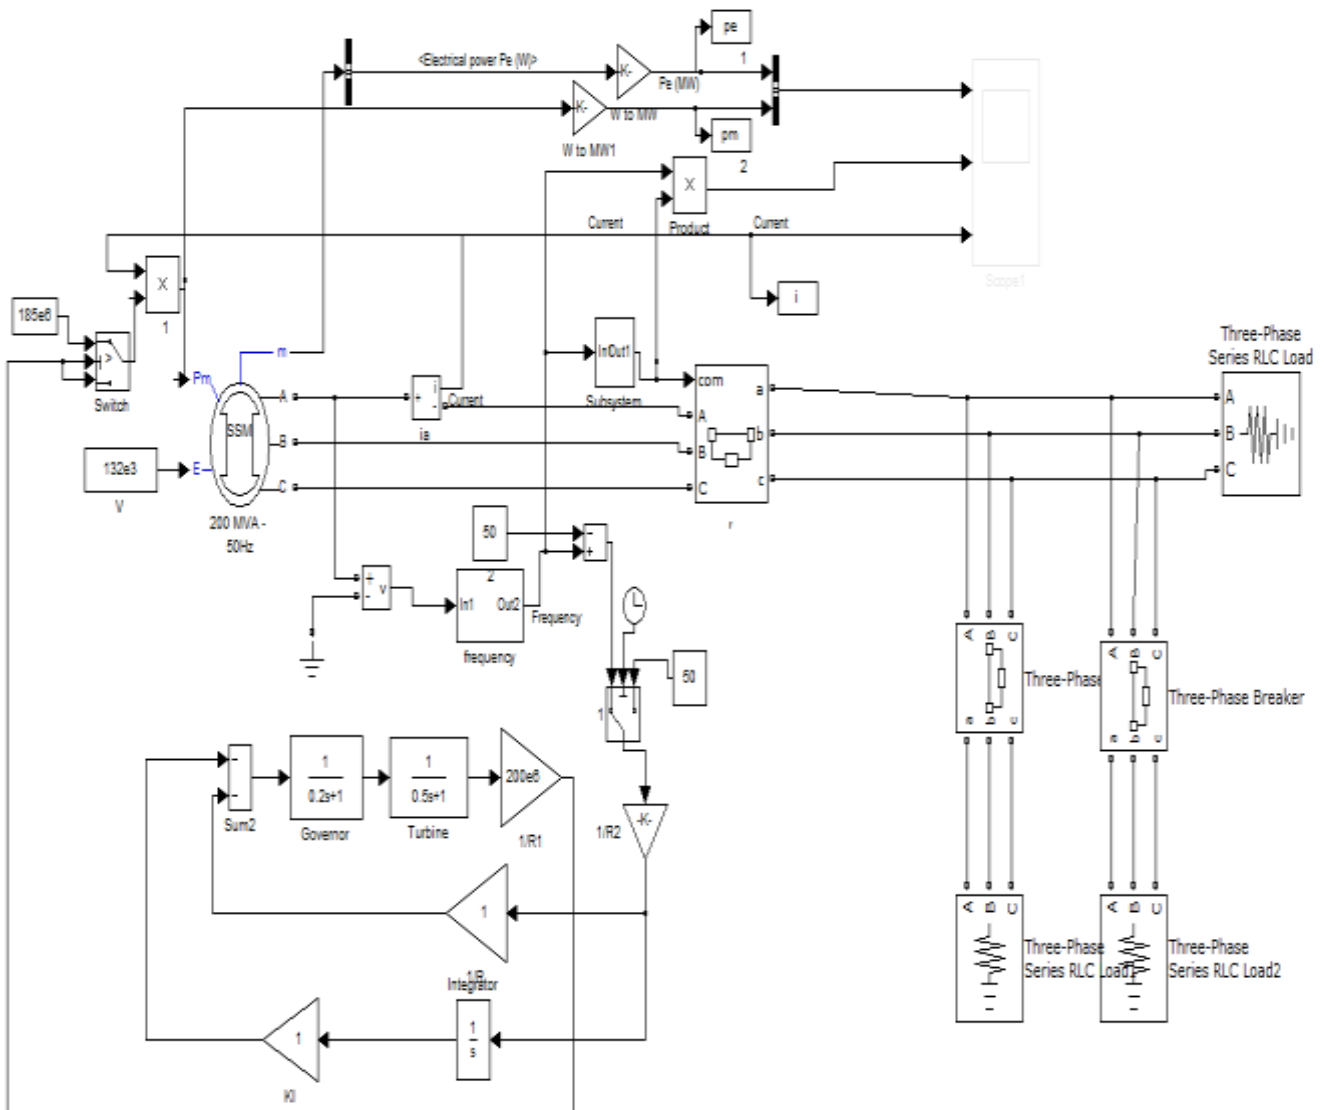 pe
<Electrical power Pe (W)>
-K-
1
Pe (MW)
-K-
W to MW
pm
W to MW1
2
X
Product
Current
Current
X
1
i
Scope1
185e6
>
Switch
Three-Phase
Series RLC Load
m
Pm
In1
Out1
Subsystem
com
a
A
B
C
A
b
B
c
C
r
A
SSM
B
C
+
i
-
Current
ia
132e3
E
V
200 MVA -
50Hz
50
-
+
+
-
v
2
In1
Out2
Frequency
frequency
50
1
A
B
C
a
b
c
Three-Phase
A
B
C
a
b
c
Three-Phase Breaker
-
-
Sum2
1
0.2s+1
Governor
1
0.5s+1
Turbine
200e6
1/R1
-K-
1/R2
1
1/R
Integrator
1
s
1
KI
A
B
C
Three-Phase
Series RLC Load1
A
B
C
Three-Phase
Series RLC Load2